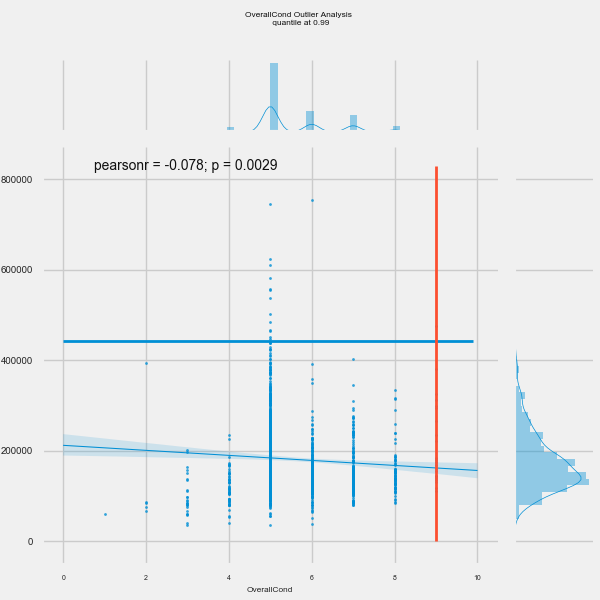 OverallCond Outlier Analysis
quantile at 0.99
pearsonr = -0.078; p = 0.0029
800000
600000
400000
200000
0
0 2 4 6 8 10
OverallCond